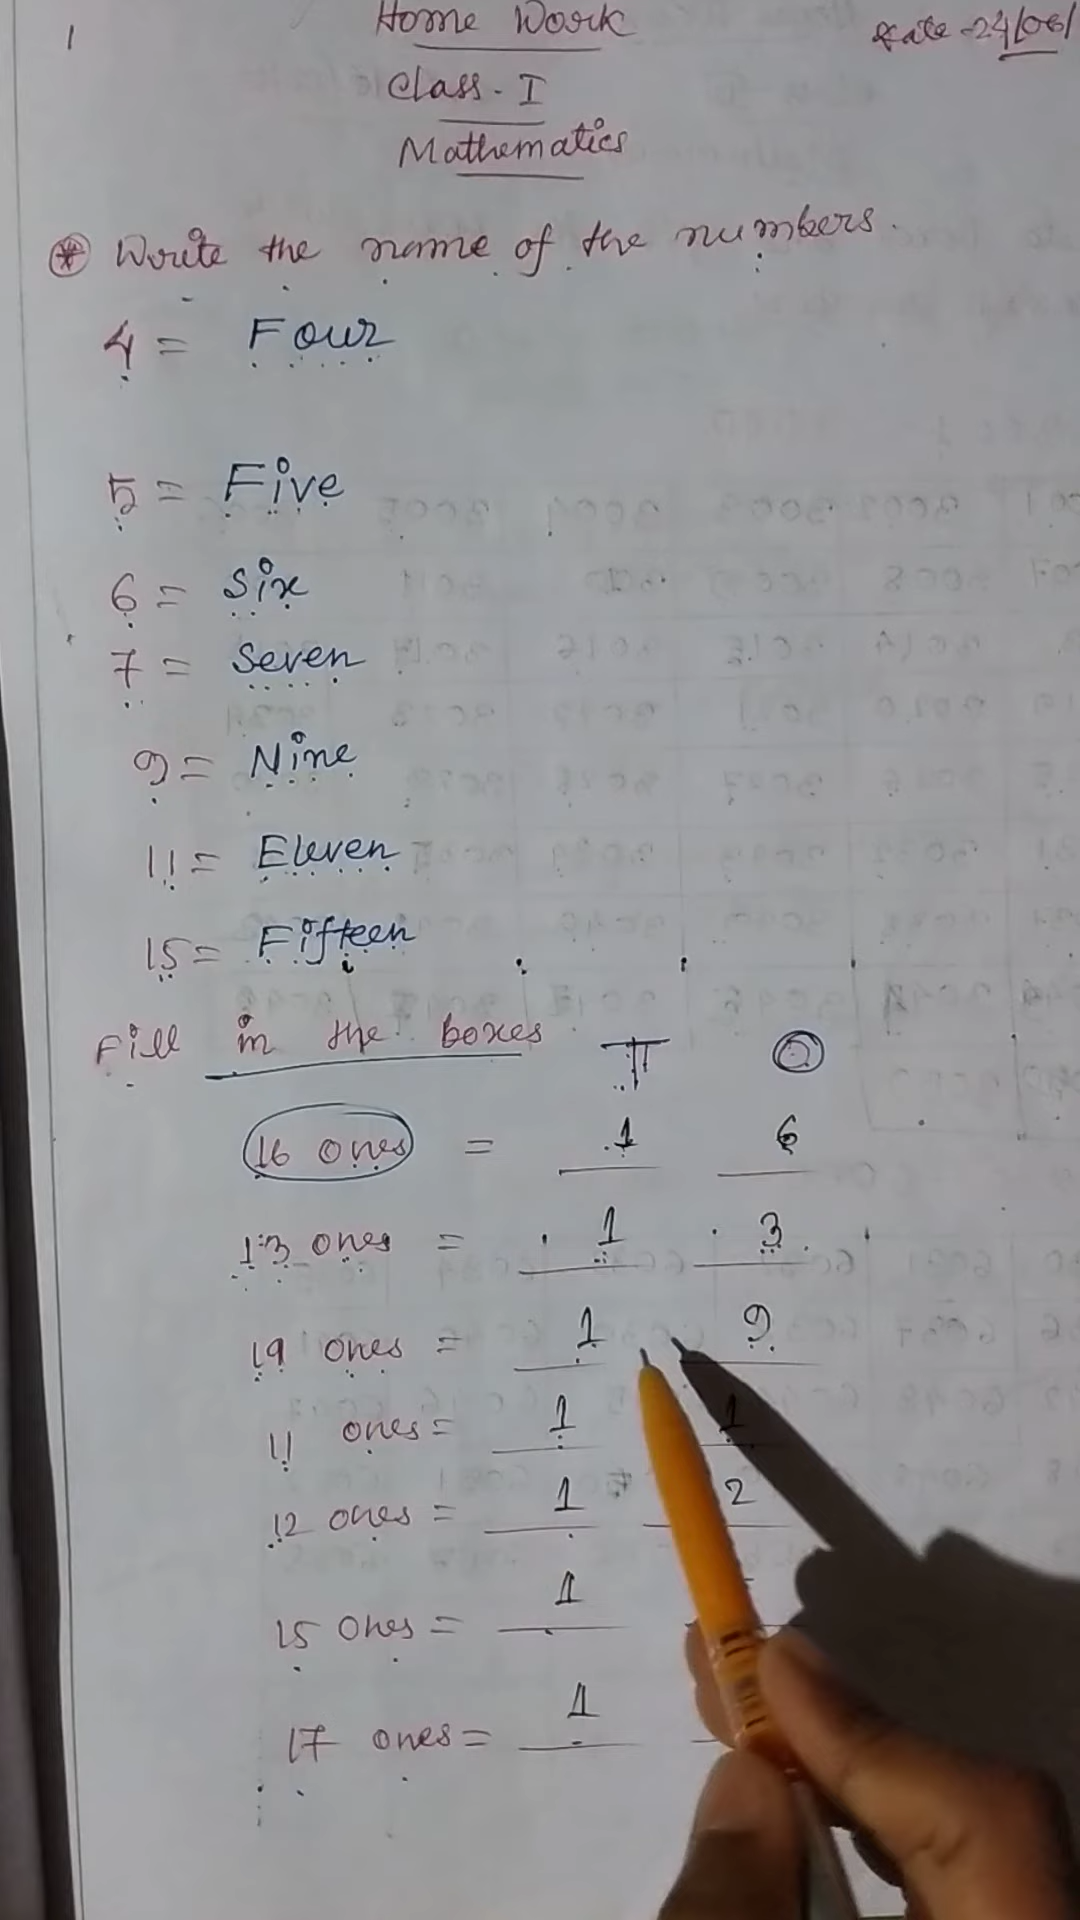 1 Home Work Date -24/06/
Class - I
Mathematics
* Write the name of the numbers.
4 = Four
5 = Five
6 = Six
7 = Seven
9 = Nine
11 = Eleven
15 = Fifteen
Fill in the boxes T O
16 ones = 1 6
13 ones = 1 3
19 ones = 1 9
11 ones = 1 1
12 ones = 1 2
15 ones = 1
17 ones = 1